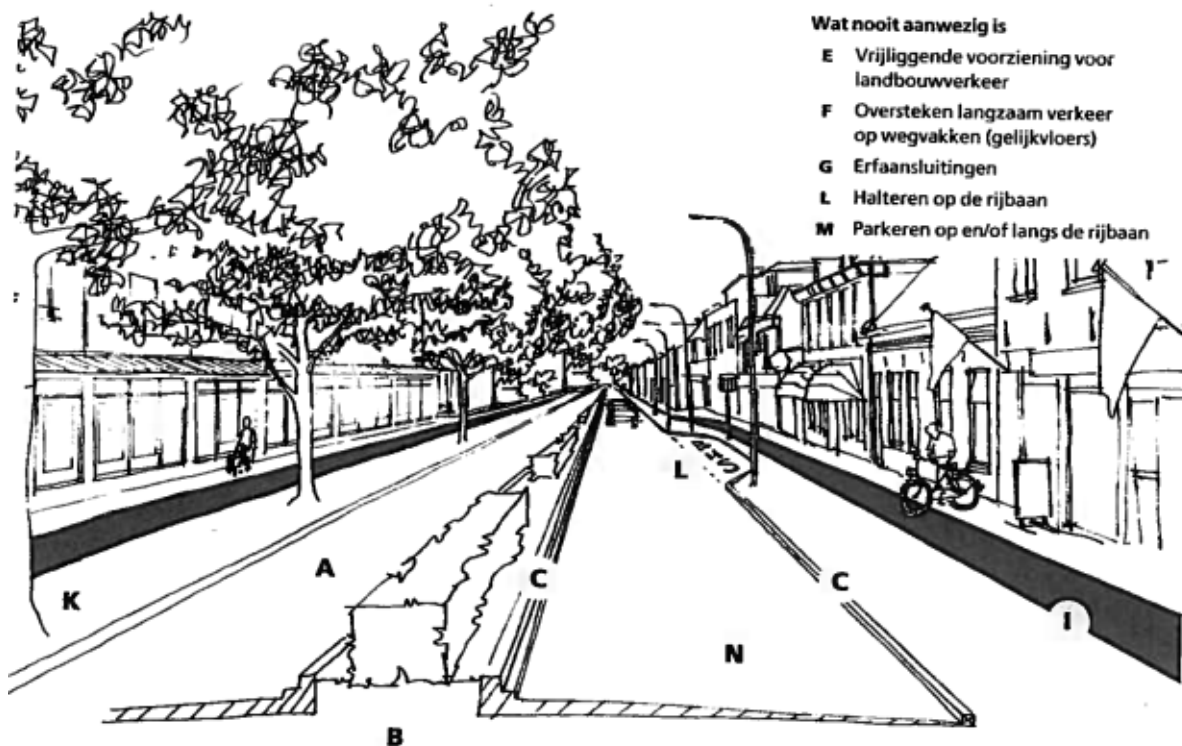 Wat nooit aanwezig is
E Vrijliggende voorziening voor
landbouwverkeer
F Oversteken langzaam verkeer
op wegvakken (gelijkvloers)
G Erfaansluitingen
L Halteren op de rijbaan
M Parkeren op en/of langs de rijbaan
L
A
C
C
K
I
N
B